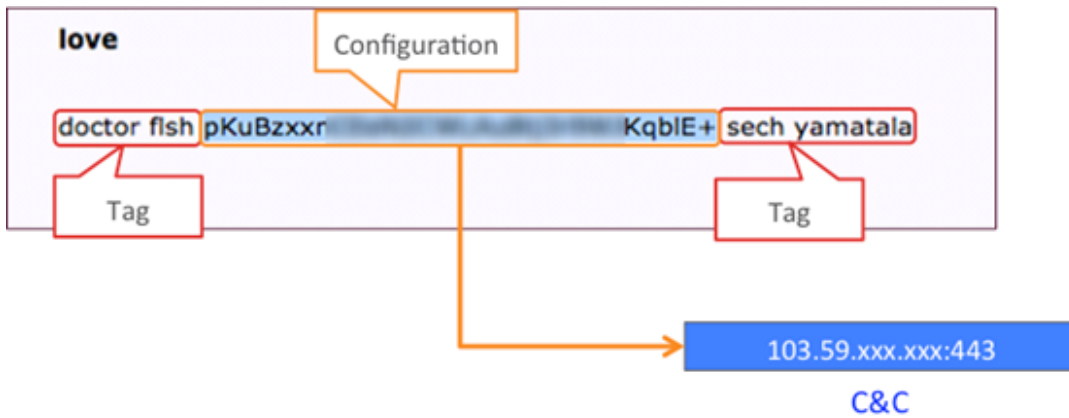 love
Configuration
doctor flsh pKuBzxxr KqblE+ sech yamatala
Tag
Tag
103.59.xxx.xxx:443
C&C